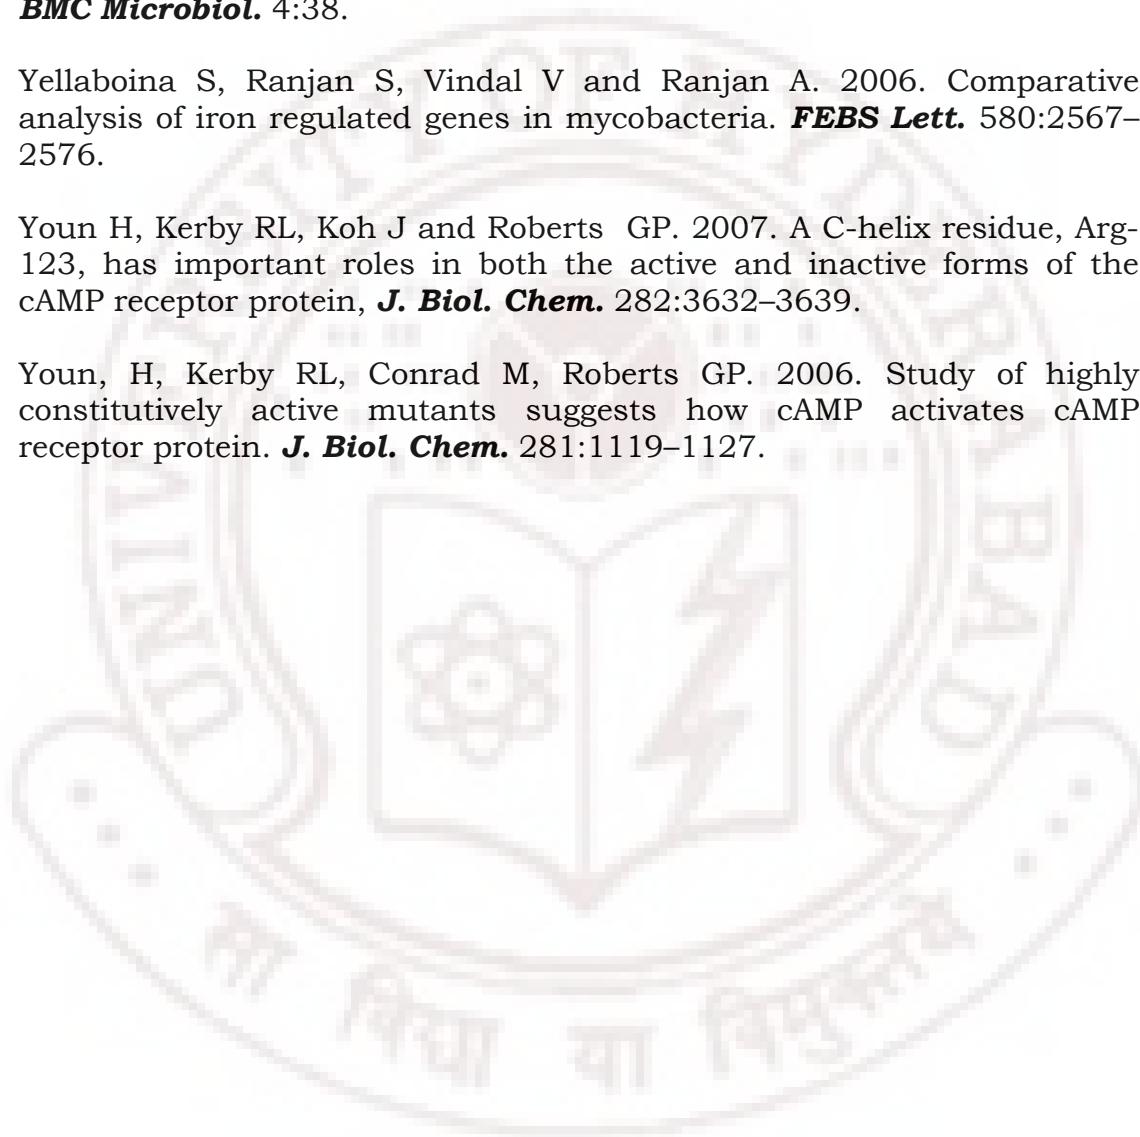 BMC Microbiol. 4:38.
Yellaboina S, Ranjan S, Vindal V and Ranjan A. 2006. Comparative
analysis of iron regulated genes in mycobacteria. FEBS Lett. 580:2567–
2576.
Youn H, Kerby RL, Koh J and Roberts GP. 2007. A C-helix residue, Arg-
123, has important roles in both the active and inactive forms of the
cAMP receptor protein, J. Biol. Chem. 282:3632–3639.
Youn, H, Kerby RL, Conrad M, Roberts GP. 2006. Study of highly
constitutively active mutants suggests how cAMP activates cAMP
receptor protein. J. Biol. Chem. 281:1119–1127.
UNIVERSITY OF HYDERABAD
सा विद्या या विमुक्तये